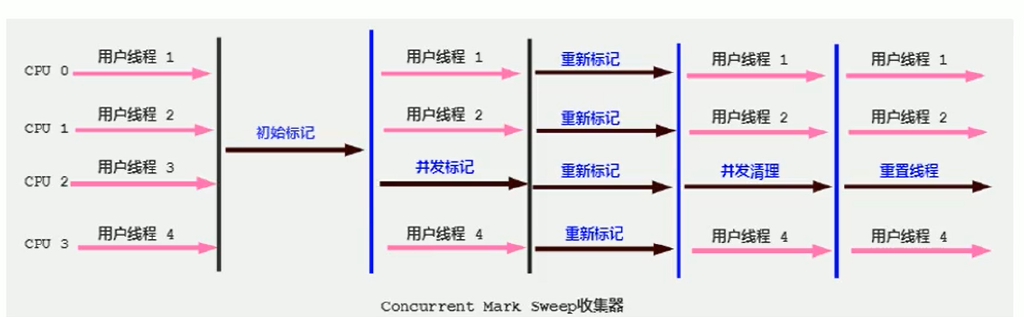 CPU 0 用户线程 1 用户线程 1 重新标记 用户线程 1 用户线程 1
CPU 1 用户线程 2 初始标记 用户线程 2 重新标记 用户线程 2 用户线程 2
CPU 2 用户线程 3 并发标记 重新标记 并发清理 重置线程
CPU 3 用户线程 4 用户线程 4 重新标记 用户线程 4 用户线程 4
Concurrent Mark Sweep收集器